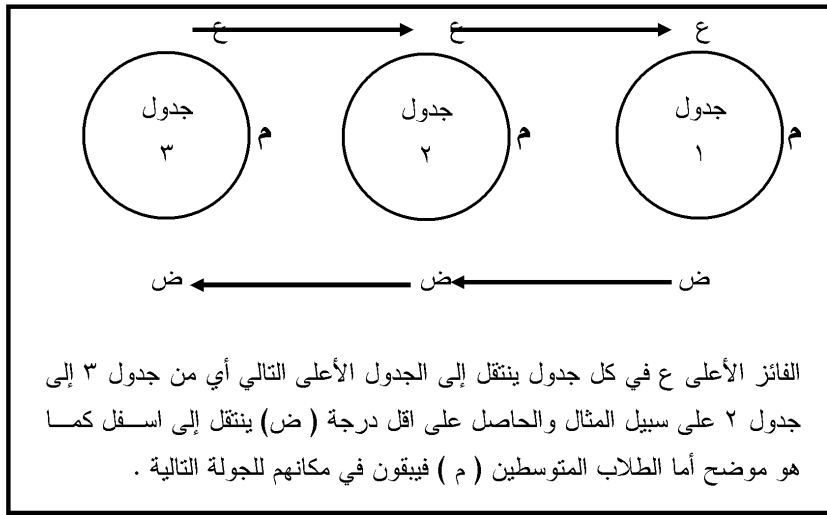 ع ع ع
جدول جدول جدول
م م م
١ ٢ ٣
ض ض ض
الفائز الأعلى ع في كل جدول ينتقل إلى الجدول الأعلى التالي أي من جدول ٣ إلى
جدول ٢ على سبيل المثال والحاصل على اقل درجة ( ض) ينتقل إلى اسفل كما
هو موضح أما الطلاب المتوسطين ( م ) فيبقون في مكانهم للجولة التالية .